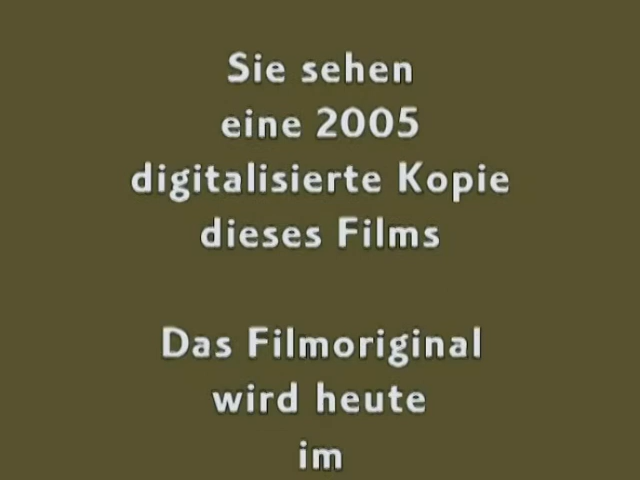 Sie sehen
eine 2005
digitalisierte Kopie
dieses Films
Das Filmoriginal
wird heute
im